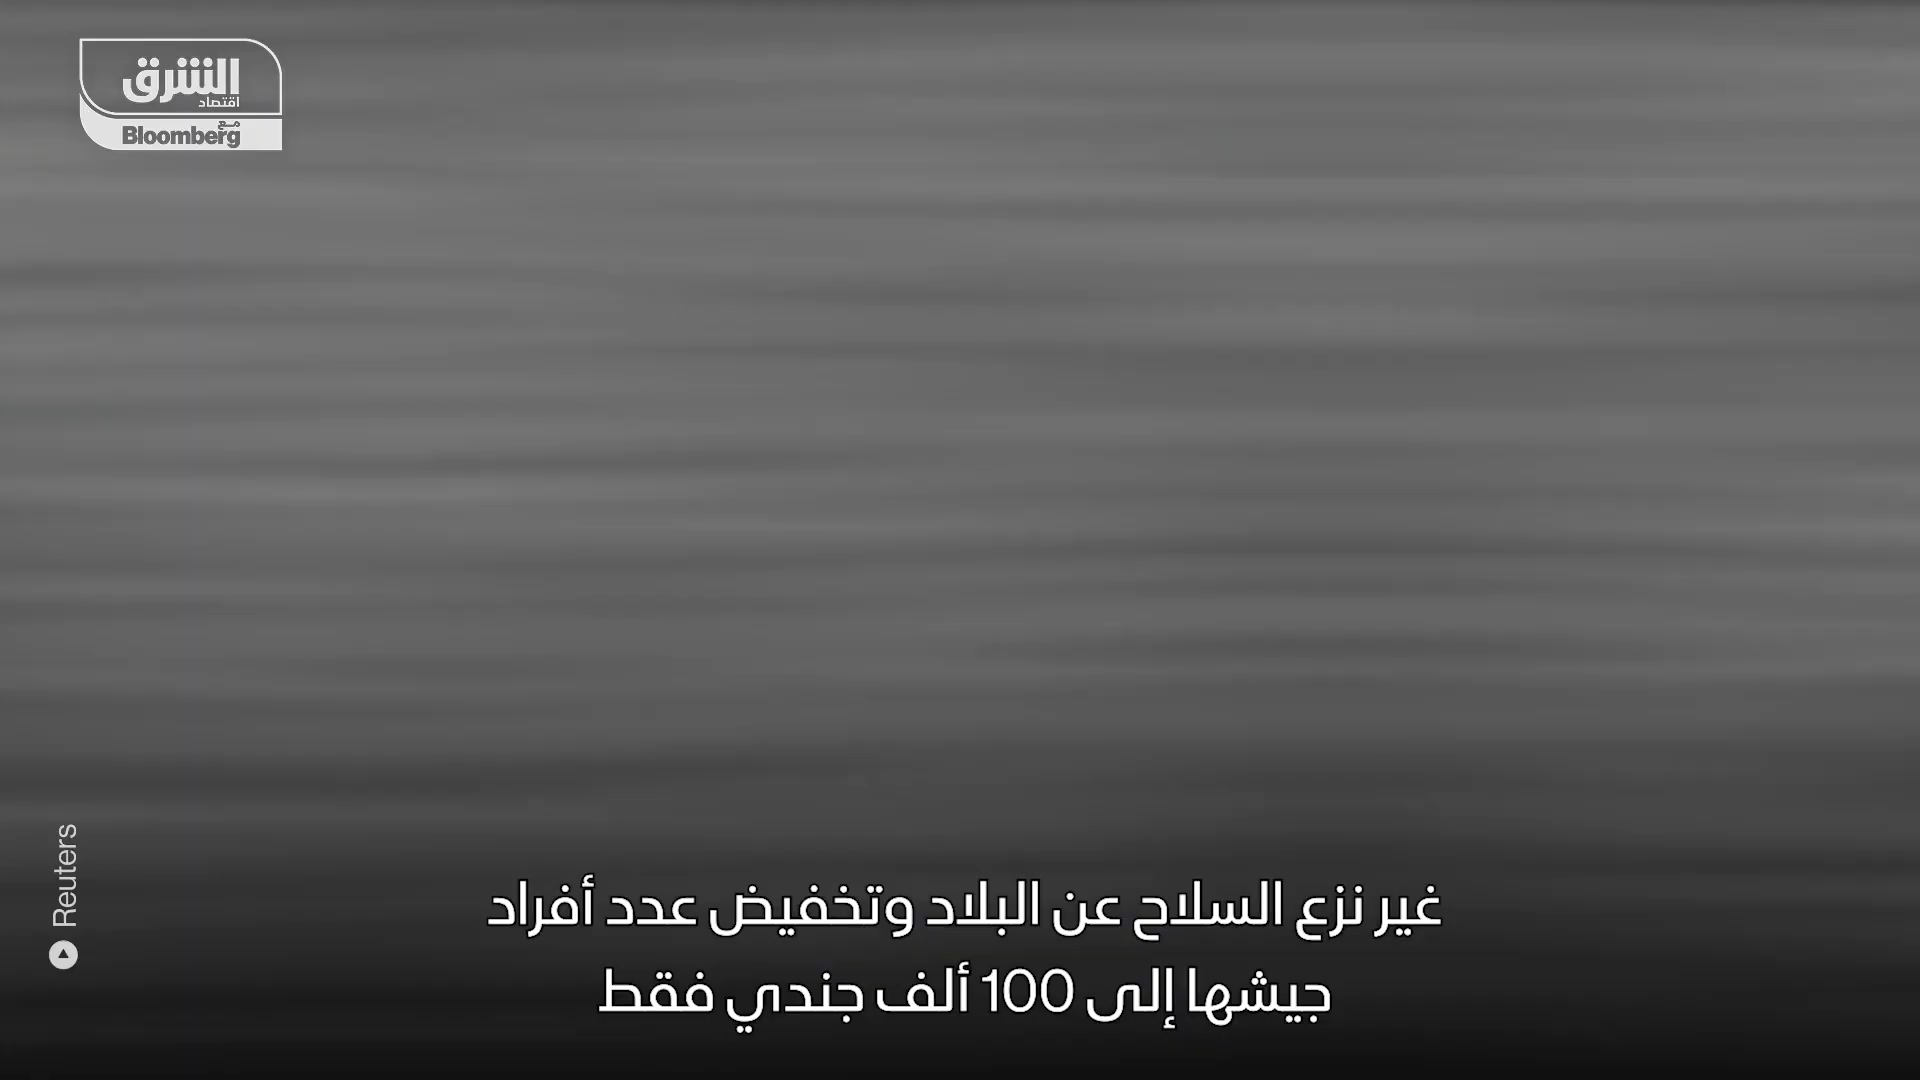 الشرق
اقتصاد
مع
Bloomberg
Reuters
غير نزع السلاح عن البلاد وتخفيض عدد أفراد
جيشها إلى 100 ألف جندي فقط